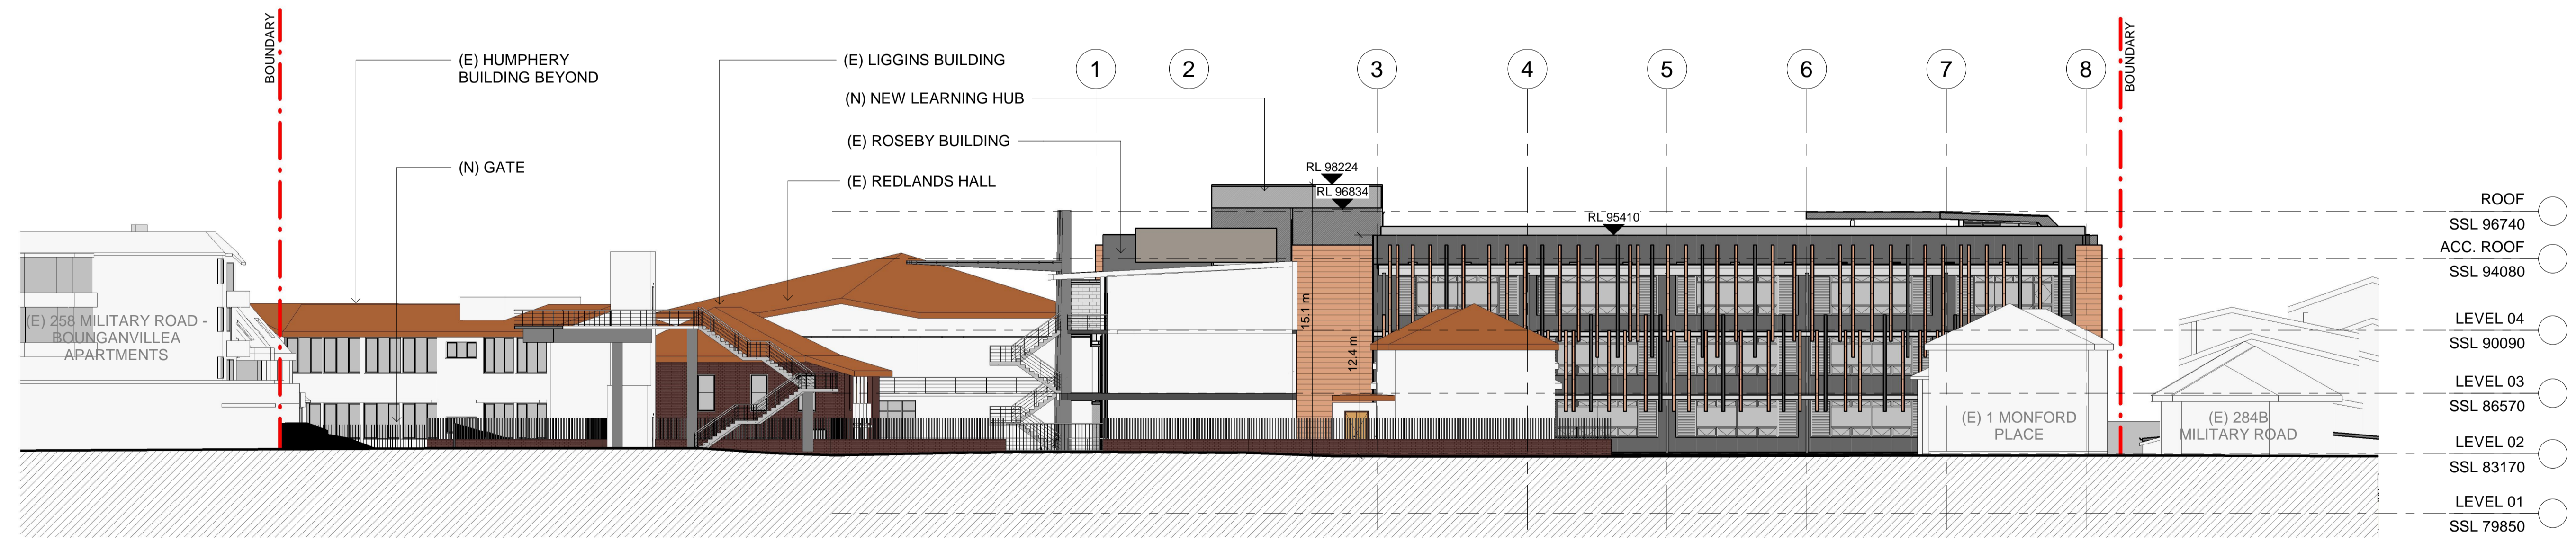 BOUNDARY
(E) HUMPHERY
BUILDING BEYOND
(N) GATE
(E) LIGGINS BUILDING
(N) NEW LEARNING HUB
(E) ROSEBY BUILDING
(E) REDLANDS HALL
1
2
3
4
5
6
7
8
BOUNDARY
RL 98224
RL 96834
RL 95410
15.1 m
12.4 m
(E) 258 MILITARY ROAD -
BOUNGANVILLEA
APARTMENTS
(E) 1 MONFORD
PLACE
(E) 284B
MILITARY ROAD
ROOF
SSL 96740
ACC. ROOF
SSL 94080
LEVEL 04
SSL 90090
LEVEL 03
SSL 86570
LEVEL 02
SSL 83170
LEVEL 01
SSL 79850